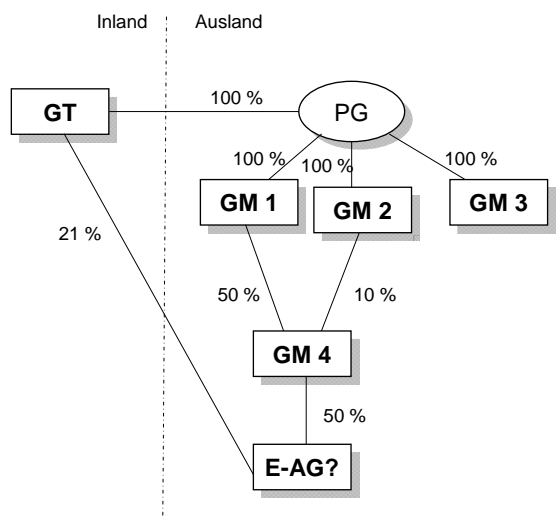 Inland Ausland
GT 100 % PG
100 % 100 % 100 %
GM 1 GM 2 GM 3
21 %
50 % 10 %
GM 4
50 %
E-AG?